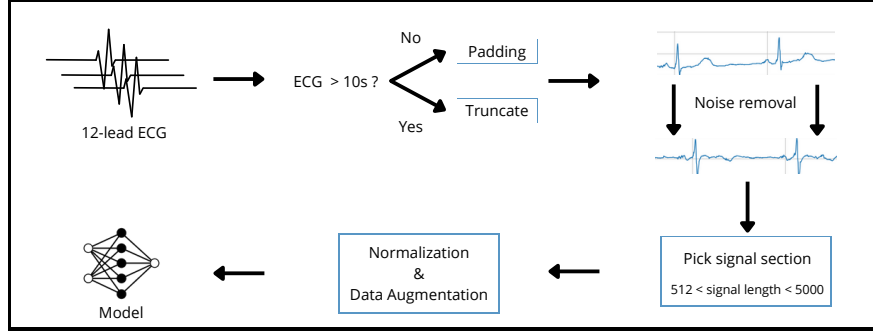 12-lead ECG
ECG > 10s ?
No
Padding
Yes
Truncate
Noise removal
Pick signal section
512 < signal length < 5000
Normalization
&
Data Augmentation
Model